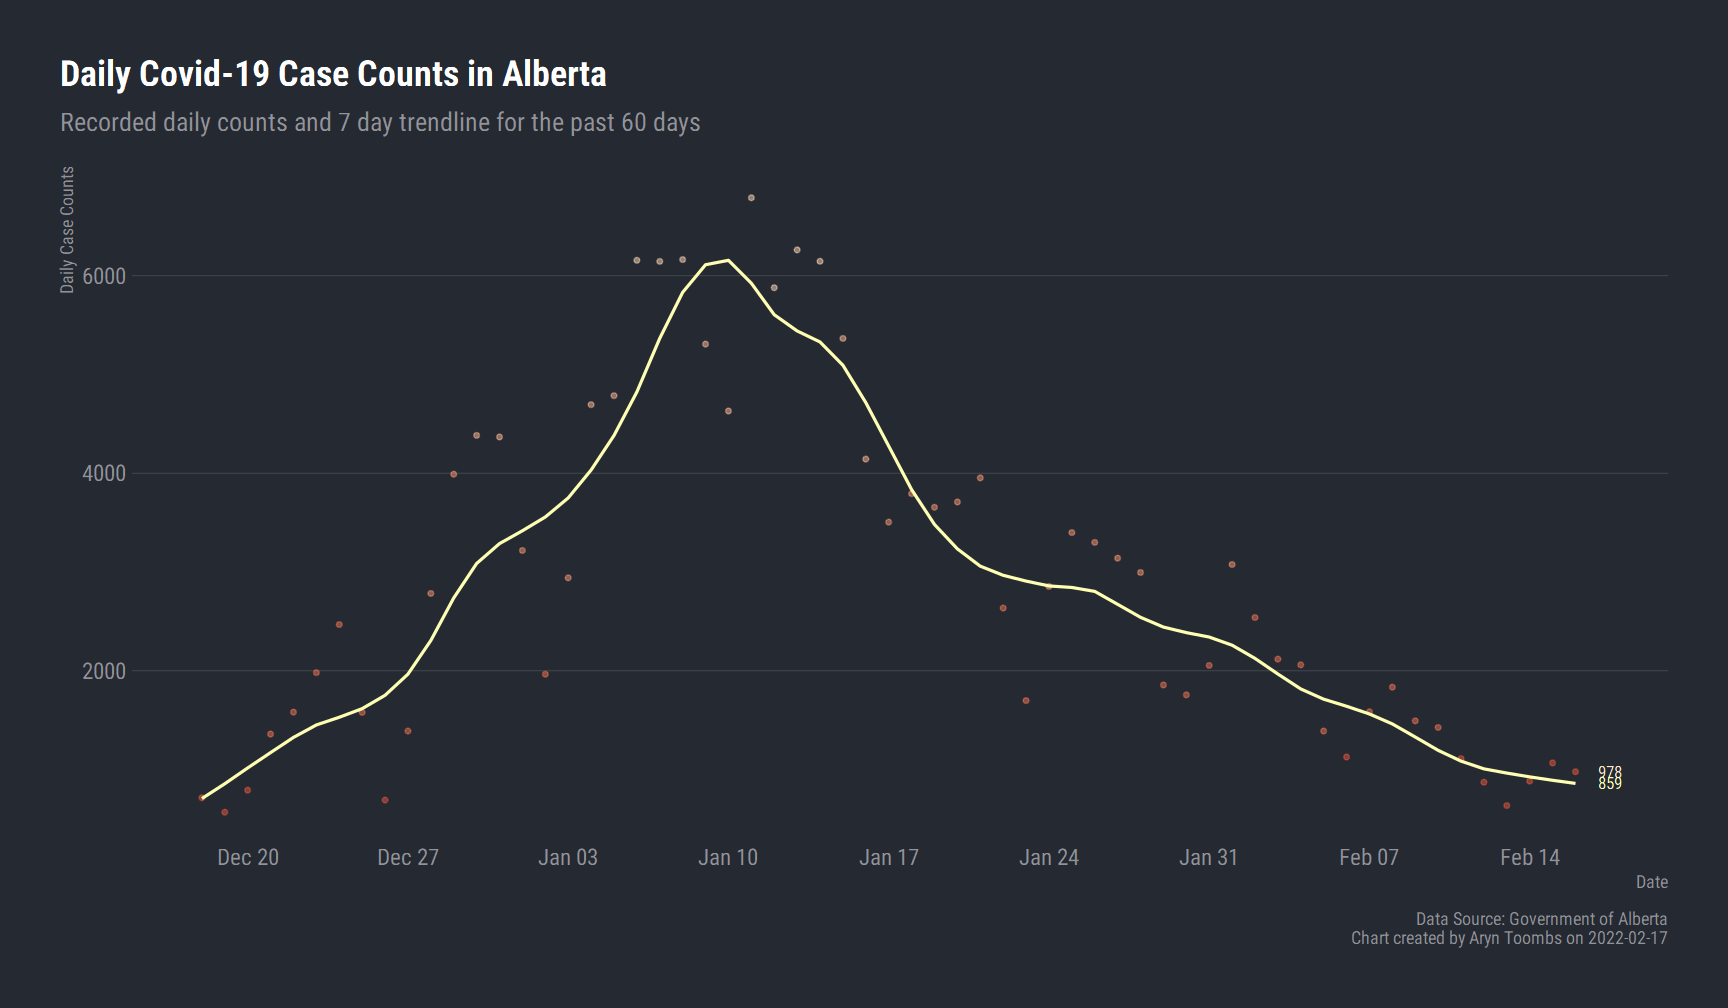 Daily Covid-19 Case Counts in Alberta
Recorded daily counts and 7 day trendline for the past 60 days
Daily Case Counts
6000
4000
2000
978
859
Dec 20
Dec 27
Jan 03
Jan 10
Jan 17
Jan 24
Jan 31
Feb 07
Feb 14
Date
Data Source: Government of Alberta
Chart created by Aryn Toombs on 2022-02-17